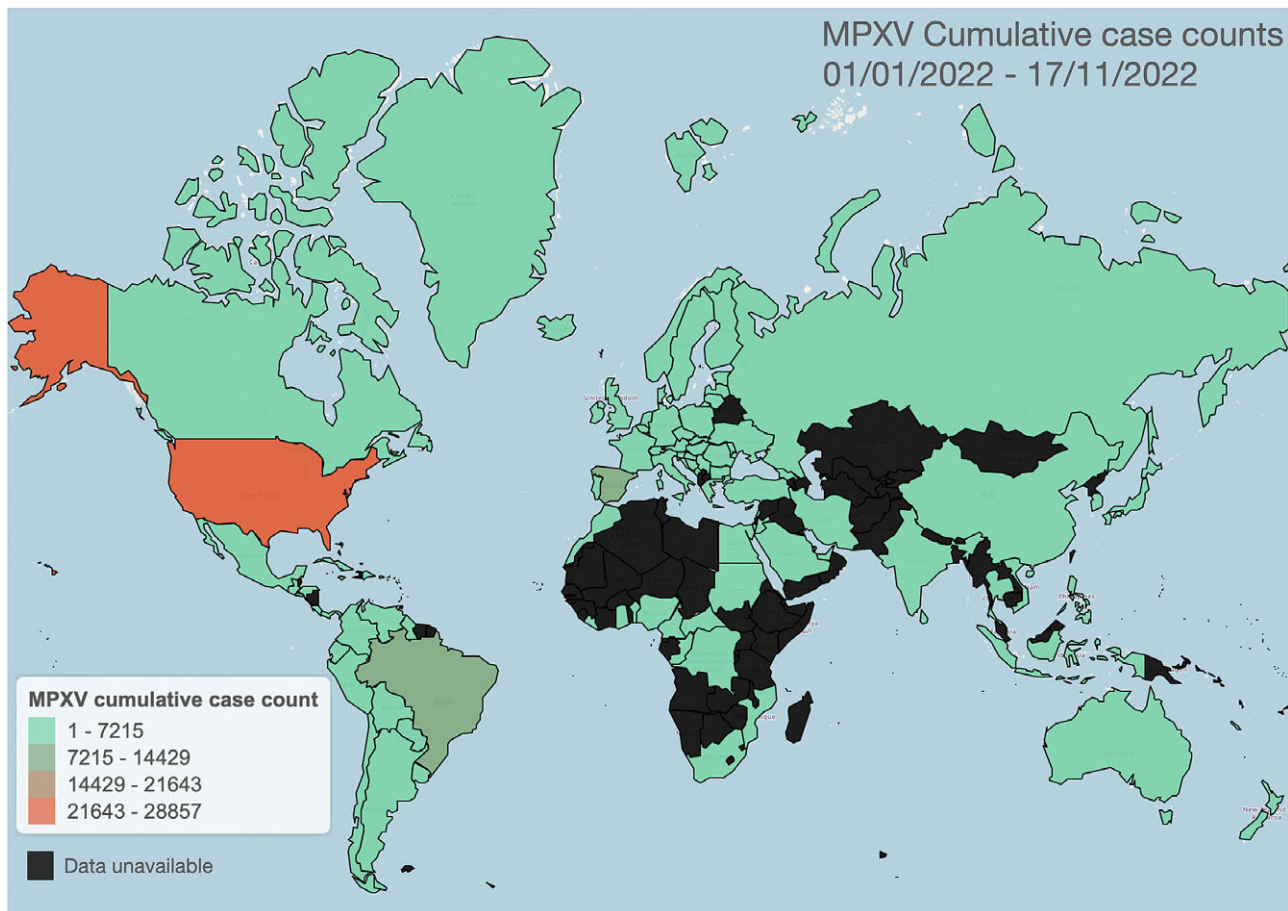 MPXV Cumulative case counts
01/01/2022 - 17/11/2022
MPXV cumulative case count
1 - 7215
7215 - 14429
14429 - 21643
21643 - 28857
Data unavailable